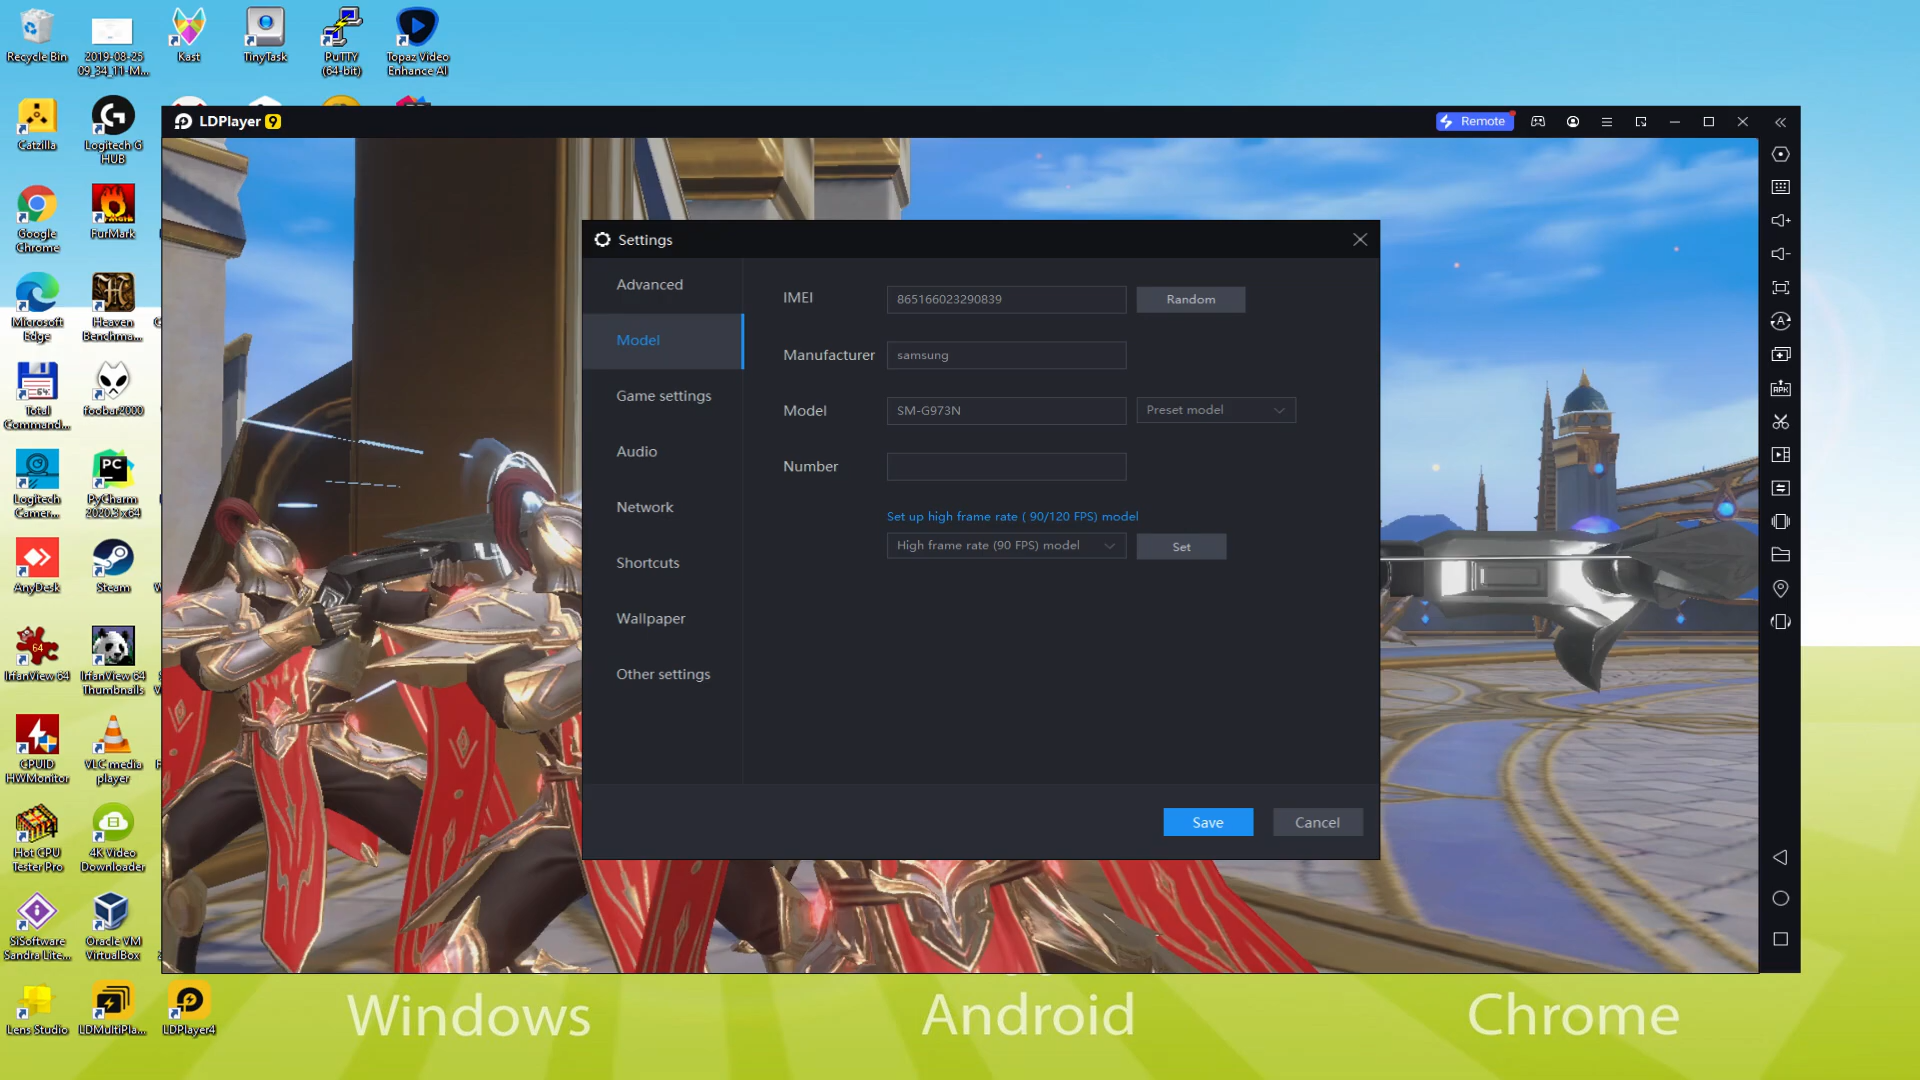 Recycle Bin
2019-08-25
09_34_11-M...
Kast
TinyTask
PuTTY
(64-bit)
Topaz Video
Enhance AI
Catzilla
Logitech G
HUB
Google
Chrome
FurMark
Microsoft
Edge
Heaven
Benchma...
Total
Command...
foobar2000
Logitech
Camer...
PyCharm
2020.3 x64
AnyDesk
Steam
IrfanView 64
IrfanView 64
Thumbnails
CPUID
HWMonitor
VLC media
player
Hot CPU
Tester Pro
4K Video
Downloader
SiSoftware
Sandra Lite...
Oracle VM
VirtualBox
Lens Studio
LDMultiPla...
LDPlayer4
LDPlayer 9
Remote
Settings
Advanced
Model
Game settings
Audio
Network
Shortcuts
Wallpaper
Other settings
IMEI
865166023290839
Random
Manufacturer
samsung
Model
SM-G973N
Preset model
Number
Set up high frame rate ( 90/120 FPS) model
High frame rate (90 FPS) model
Set
Save
Cancel
Windows
Android
Chrome